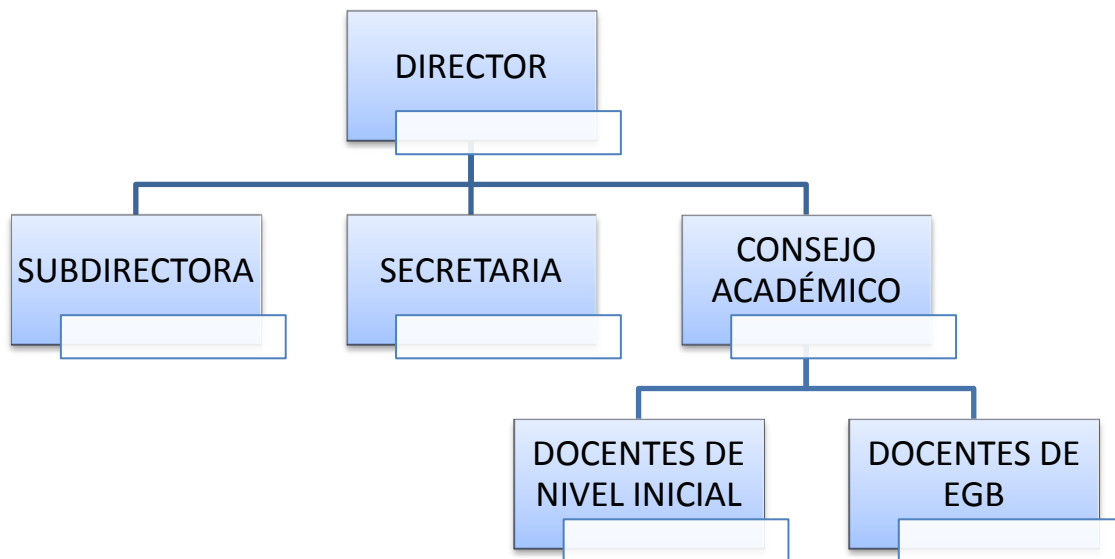 DIRECTOR
SUBDIRECTORA
SECRETARIA
CONSEJO
ACADÉMICO
DOCENTES DE
NIVEL INICIAL
DOCENTES DE
EGB